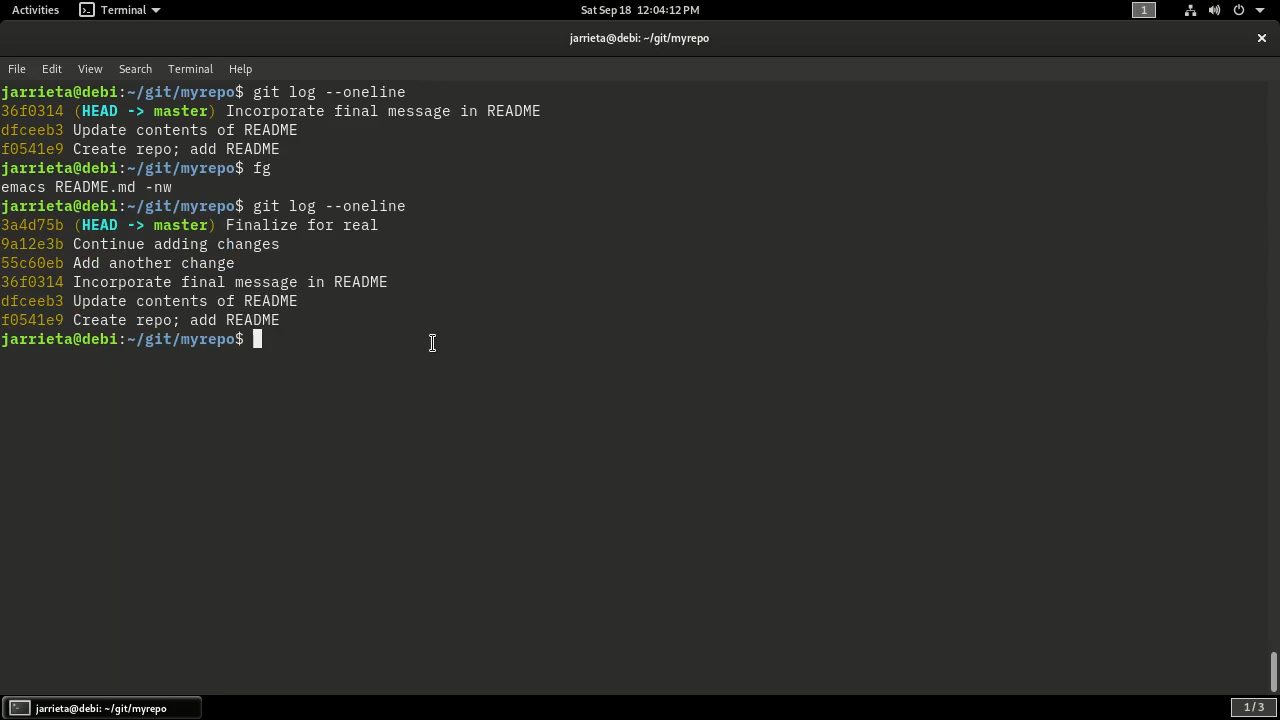 Activities Terminal Sat Sep 18 12:04:12 PM 1
jarrieta@debi: ~/git/myrepo
File Edit View Search Terminal Help
jarrieta@debi:~/git/myrepo$ git log --oneline
36f0314 (HEAD -> master) Incorporate final message in README
dfceeb3 Update contents of README
f0541e9 Create repo; add README
jarrieta@debi:~/git/myrepo$ fg
emacs README.md -nw
jarrieta@debi:~/git/myrepo$ git log --oneline
3a4d75b (HEAD -> master) Finalize for real
9a12e3b Continue adding changes
55c60eb Add another change
36f0314 Incorporate final message in README
dfceeb3 Update contents of README
f0541e9 Create repo; add README
jarrieta@debi:~/git/myrepo$
jarrieta@debi: ~/git/myrepo 1/3